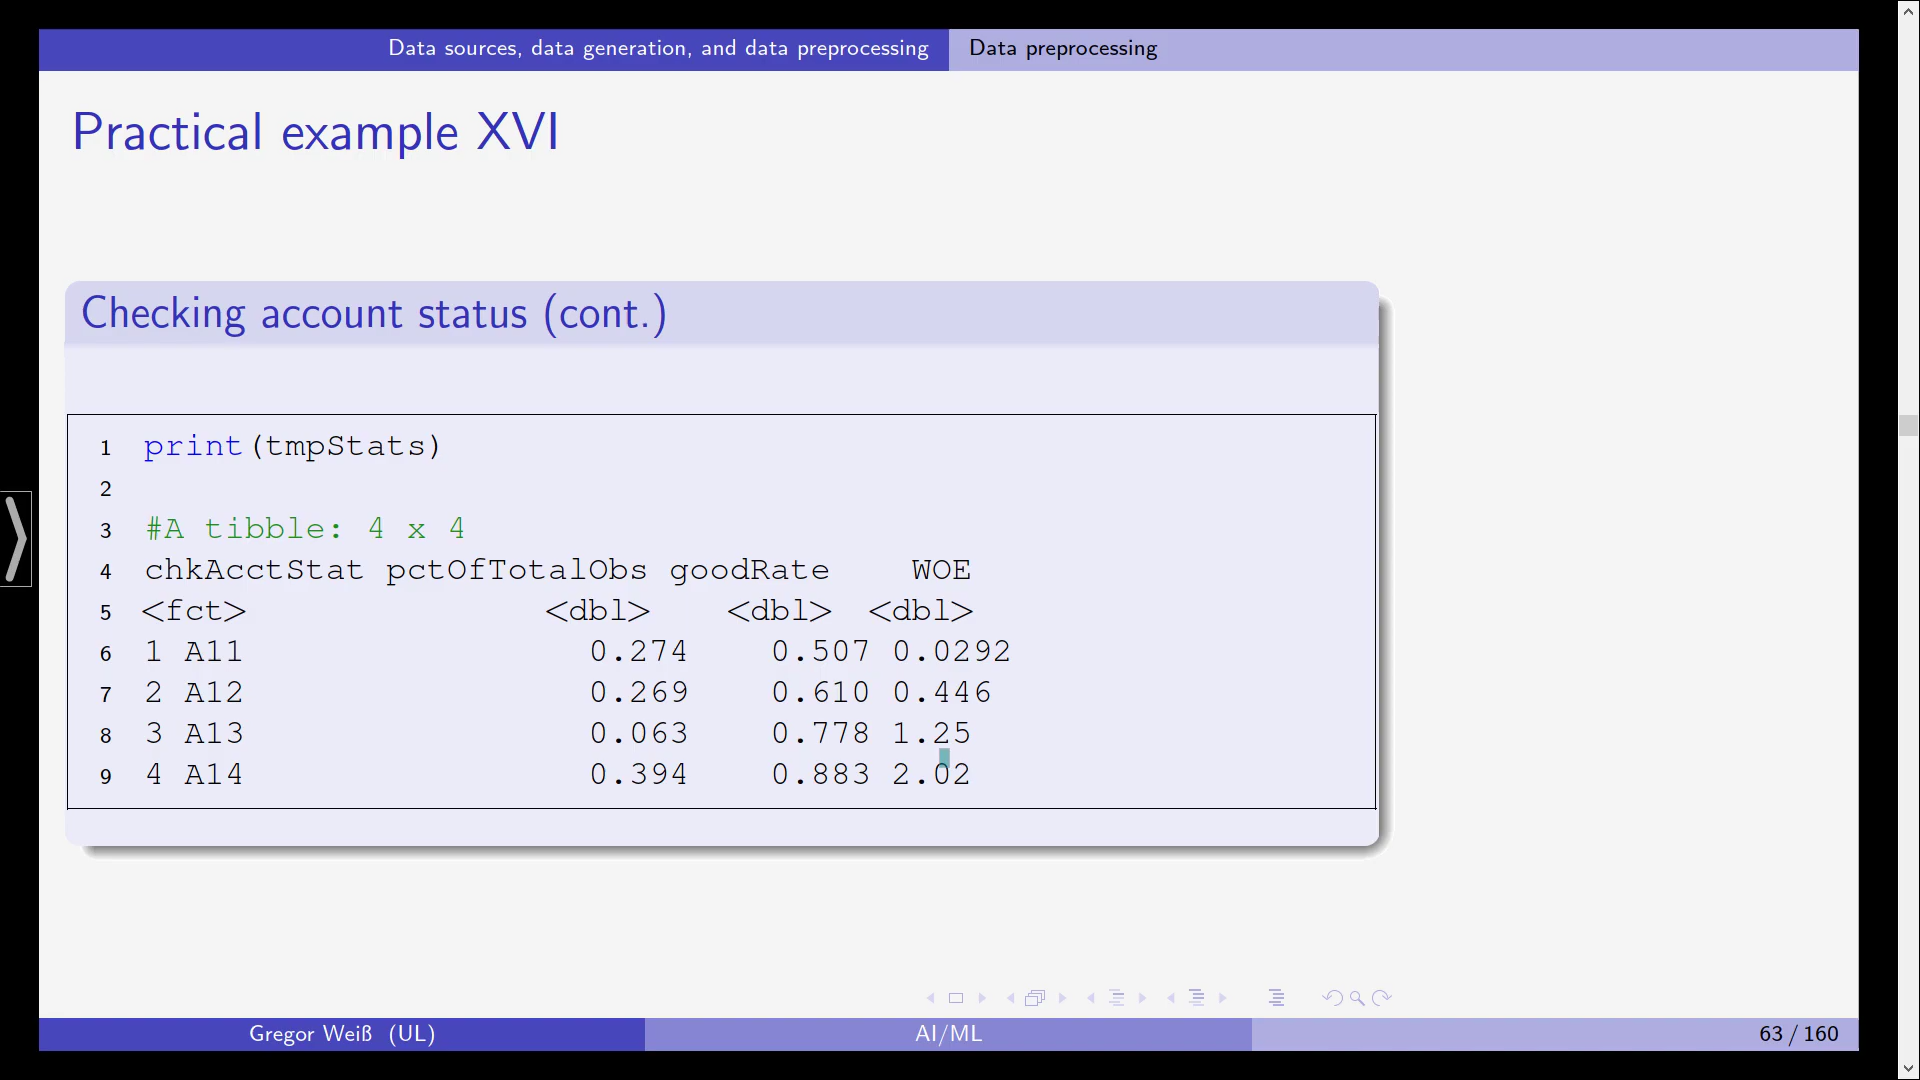 Data sources, data generation, and data preprocessing Data preprocessing
Practical example XVI
Checking account status (cont.)
1 print(tmpStats)
2
3 #A tibble: 4 x 4
4 chkAcctStat pctOfTotalObs goodRate WOE
5 <fct> <dbl> <dbl> <dbl>
6 1 A11 0.274 0.507 0.0292
7 2 A12 0.269 0.610 0.446
8 3 A13 0.063 0.778 1.25
9 4 A14 0.394 0.883 2.02
Gregor Weiß (UL) AI/ML 63 / 160